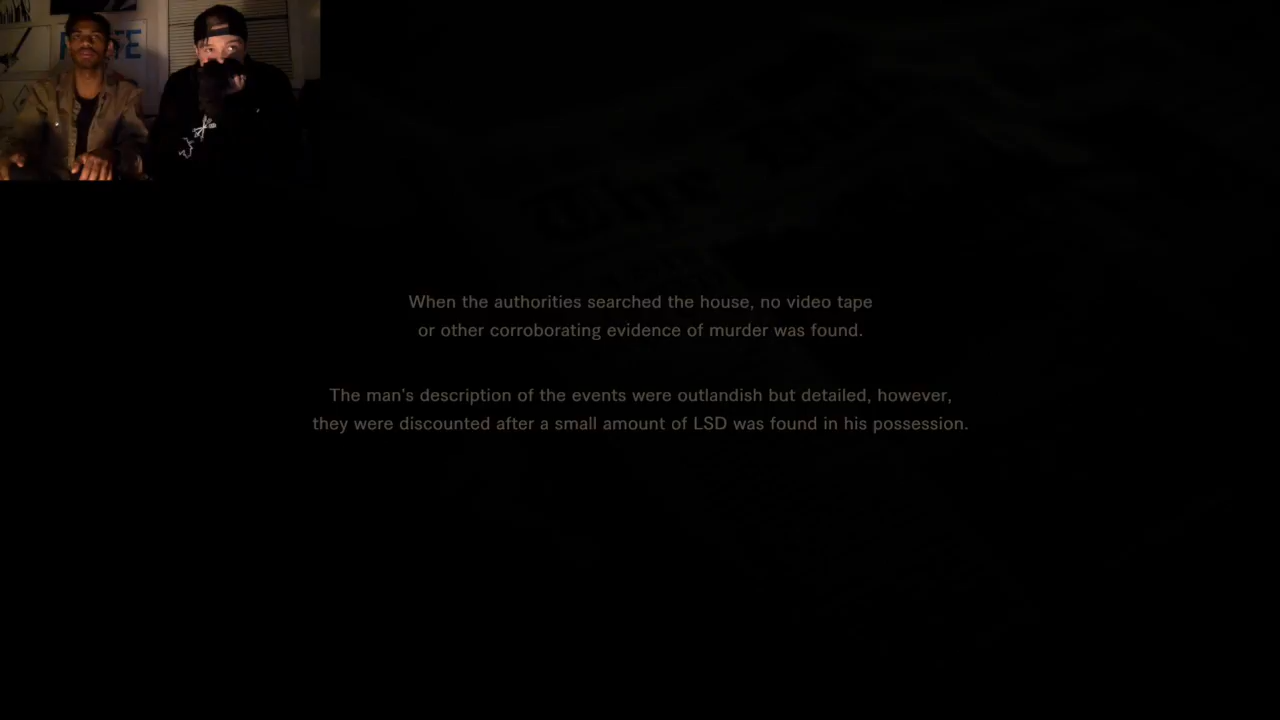 When the authorities searched the house, no video tape
or other corroborating evidence of murder was found.
The man's description of the events were outlandish but detailed, however,
they were discounted after a small amount of LSD was found in his possession.